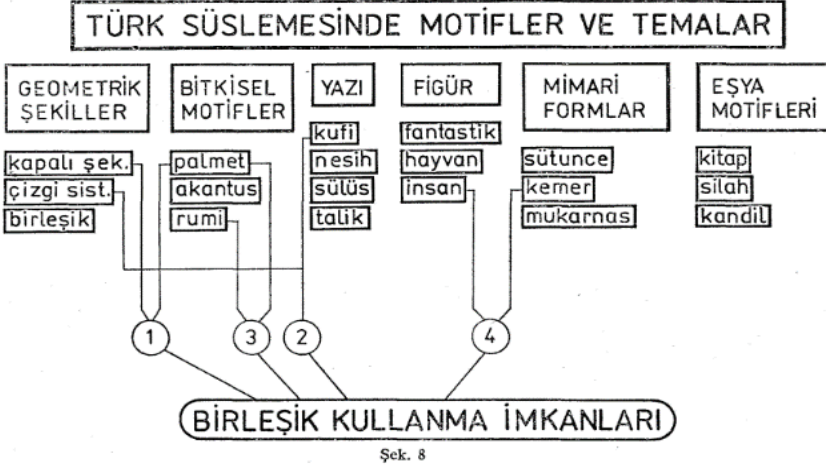 TÜRK SÜSLEMESİNDE MOTİFLER VE TEMALAR
GEOMETRİK
ŞEKİLLER
kapalı şek.
çizgi sist.
birleşik
BİTKİSEL
MOTİFLER
palmet
akantus
rumi
YAZI
kufi
nesih
sülüs
talik
FİGÜR
fantastik
hayvan
insan
MİMARİ
FORMLAR
sütunce
kemer
mukarnas
EŞYA
MOTİFLERİ
kitap
silah
kandil
1
3
2
4
BİRLEŞİK KULLANMA İMKANLARI
Şek. 8